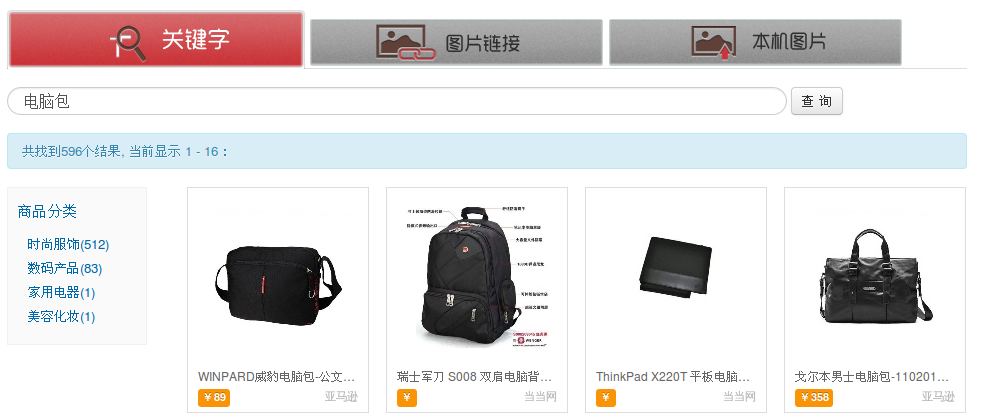 关键字
图片链接
本机图片
电脑包
查 询
共找到596个结果, 当前显示 1 - 16 :
商品分类
时尚服饰(512)
数码产品(83)
家用电器(1)
美容化妆(1)
WINPARD威豹电脑包-公文…
¥ 89
亚马逊
瑞士军刀 S008 双肩电脑背…
¥
当当网
ThinkPad X220T 平板电脑…
¥
当当网
戈尔本男士电脑包-110201…
¥ 358
亚马逊